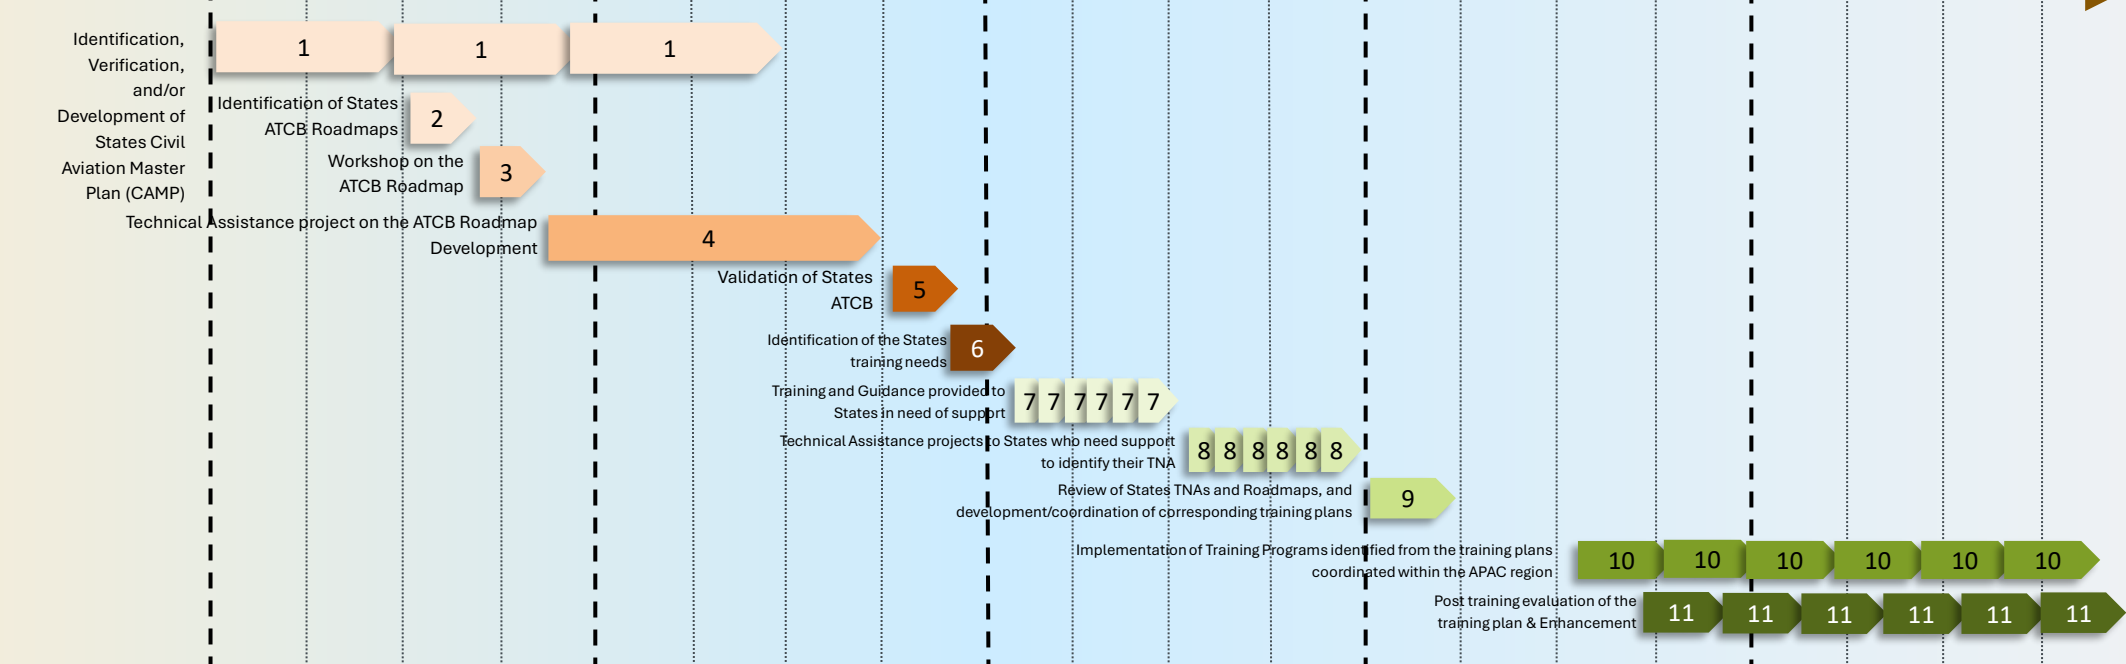 Identification,
Verification,
and/or
Development of
States Civil
Aviation Master
Plan (CAMP)
1 1 1
Identification of States
ATCB Roadmaps
2
Workshop on the
ATCB Roadmap
3
Technical Assistance project on the ATCB Roadmap
Development
4
Validation of States
ATCB
5
Identification of the States
training needs
6
Training and Guidance provided to
States in need of support
7 7 7 7 7 7
Technical Assistance projects to States who need support
to identify their TNA
8 8 8 8 8 8
Review of States TNAs and Roadmaps, and
development/coordination of corresponding training plans
9
Implementation of Training Programs identified from the training plans
coordinated within the APAC region
10 10 10 10 10 10
Post training evaluation of the
training plan & Enhancement
11 11 11 11 11 11